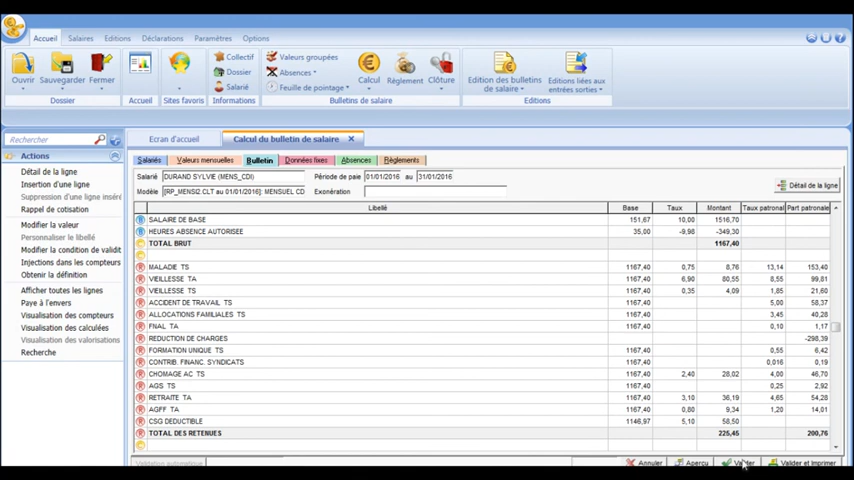 Accueil Salaires Editions Déclarations Paramètres Options
Ouvrir Sauvegarder Fermer
Dossier
Accueil
Sites favoris
Collectif
Dossier
Salarié
Informations
Valeurs groupées
Absences
Feuille de pointage
Calcul Règlement Clôture
Bulletins de salaire
Edition des bulletins de salaire
Editions liées aux entrées sorties
Editions
Rechercher
Ecran d'accueil Calcul du bulletin de salaire
Actions
Détail de la ligne
Insertion d'une ligne
Suppression d'une ligne inséré
Rappel de cotisation
Modifier la valeur
Personnaliser le libellé
Modifier la condition de validit
Injections dans les compteurs
Obtenir la définition
Afficher toutes les lignes
Paye à l'envers
Visualisation des compteurs
Visualisation des calculées
Visualisation des valorisations
Recherche
Salariés Valeurs mensuelles Bulletin Données fixes Absences Règlements
Salarié DURAND SYLVIE (MENS_CDI) Période de paie 01/01/2016 au 31/01/2016
Modèle [RP_MENSI2.CLT au 01/01/2016]: MENSUEL CD Exonération
Détail de la ligne
Libellé Base Taux Montant Taux patronal Part patronale
SALAIRE DE BASE 151,67 10,00 1516,70
HEURES ABSENCE AUTORISEE 35,00 -9,98 -349,30
TOTAL BRUT 1167,40
MALADIE TS 1167,40 0,75 8,76 13,14 153,40
VIEILLESSE TA 1167,40 6,90 80,55 8,55 99,81
VIEILLESSE TS 1167,40 0,35 4,09 1,85 21,60
ACCIDENT DE TRAVAIL TS 1167,40 5,00 58,37
ALLOCATIONS FAMILIALES TS 1167,40 3,45 40,28
FNAL TA 1167,40 0,10 1,17
REDUCTION DE CHARGES -298,39
FORMATION UNIQUE TS 1167,40 0,55 6,42
CONTRIB. FINANC. SYNDICATS 1167,40 0,016 0,19
CHOMAGE AC TS 1167,40 2,40 28,02 4,00 46,70
AGS TS 1167,40 0,25 2,92
RETRAITE TA 1167,40 3,10 36,19 4,65 54,28
AGFF TA 1167,40 0,80 9,34 1,20 14,01
CSG DEDUCTIBLE 1146,97 5,10 58,50
TOTAL DES RETENUES 225,45 200,76
Validation automatique Annuler Aperçu Valider Valider et Imprimer